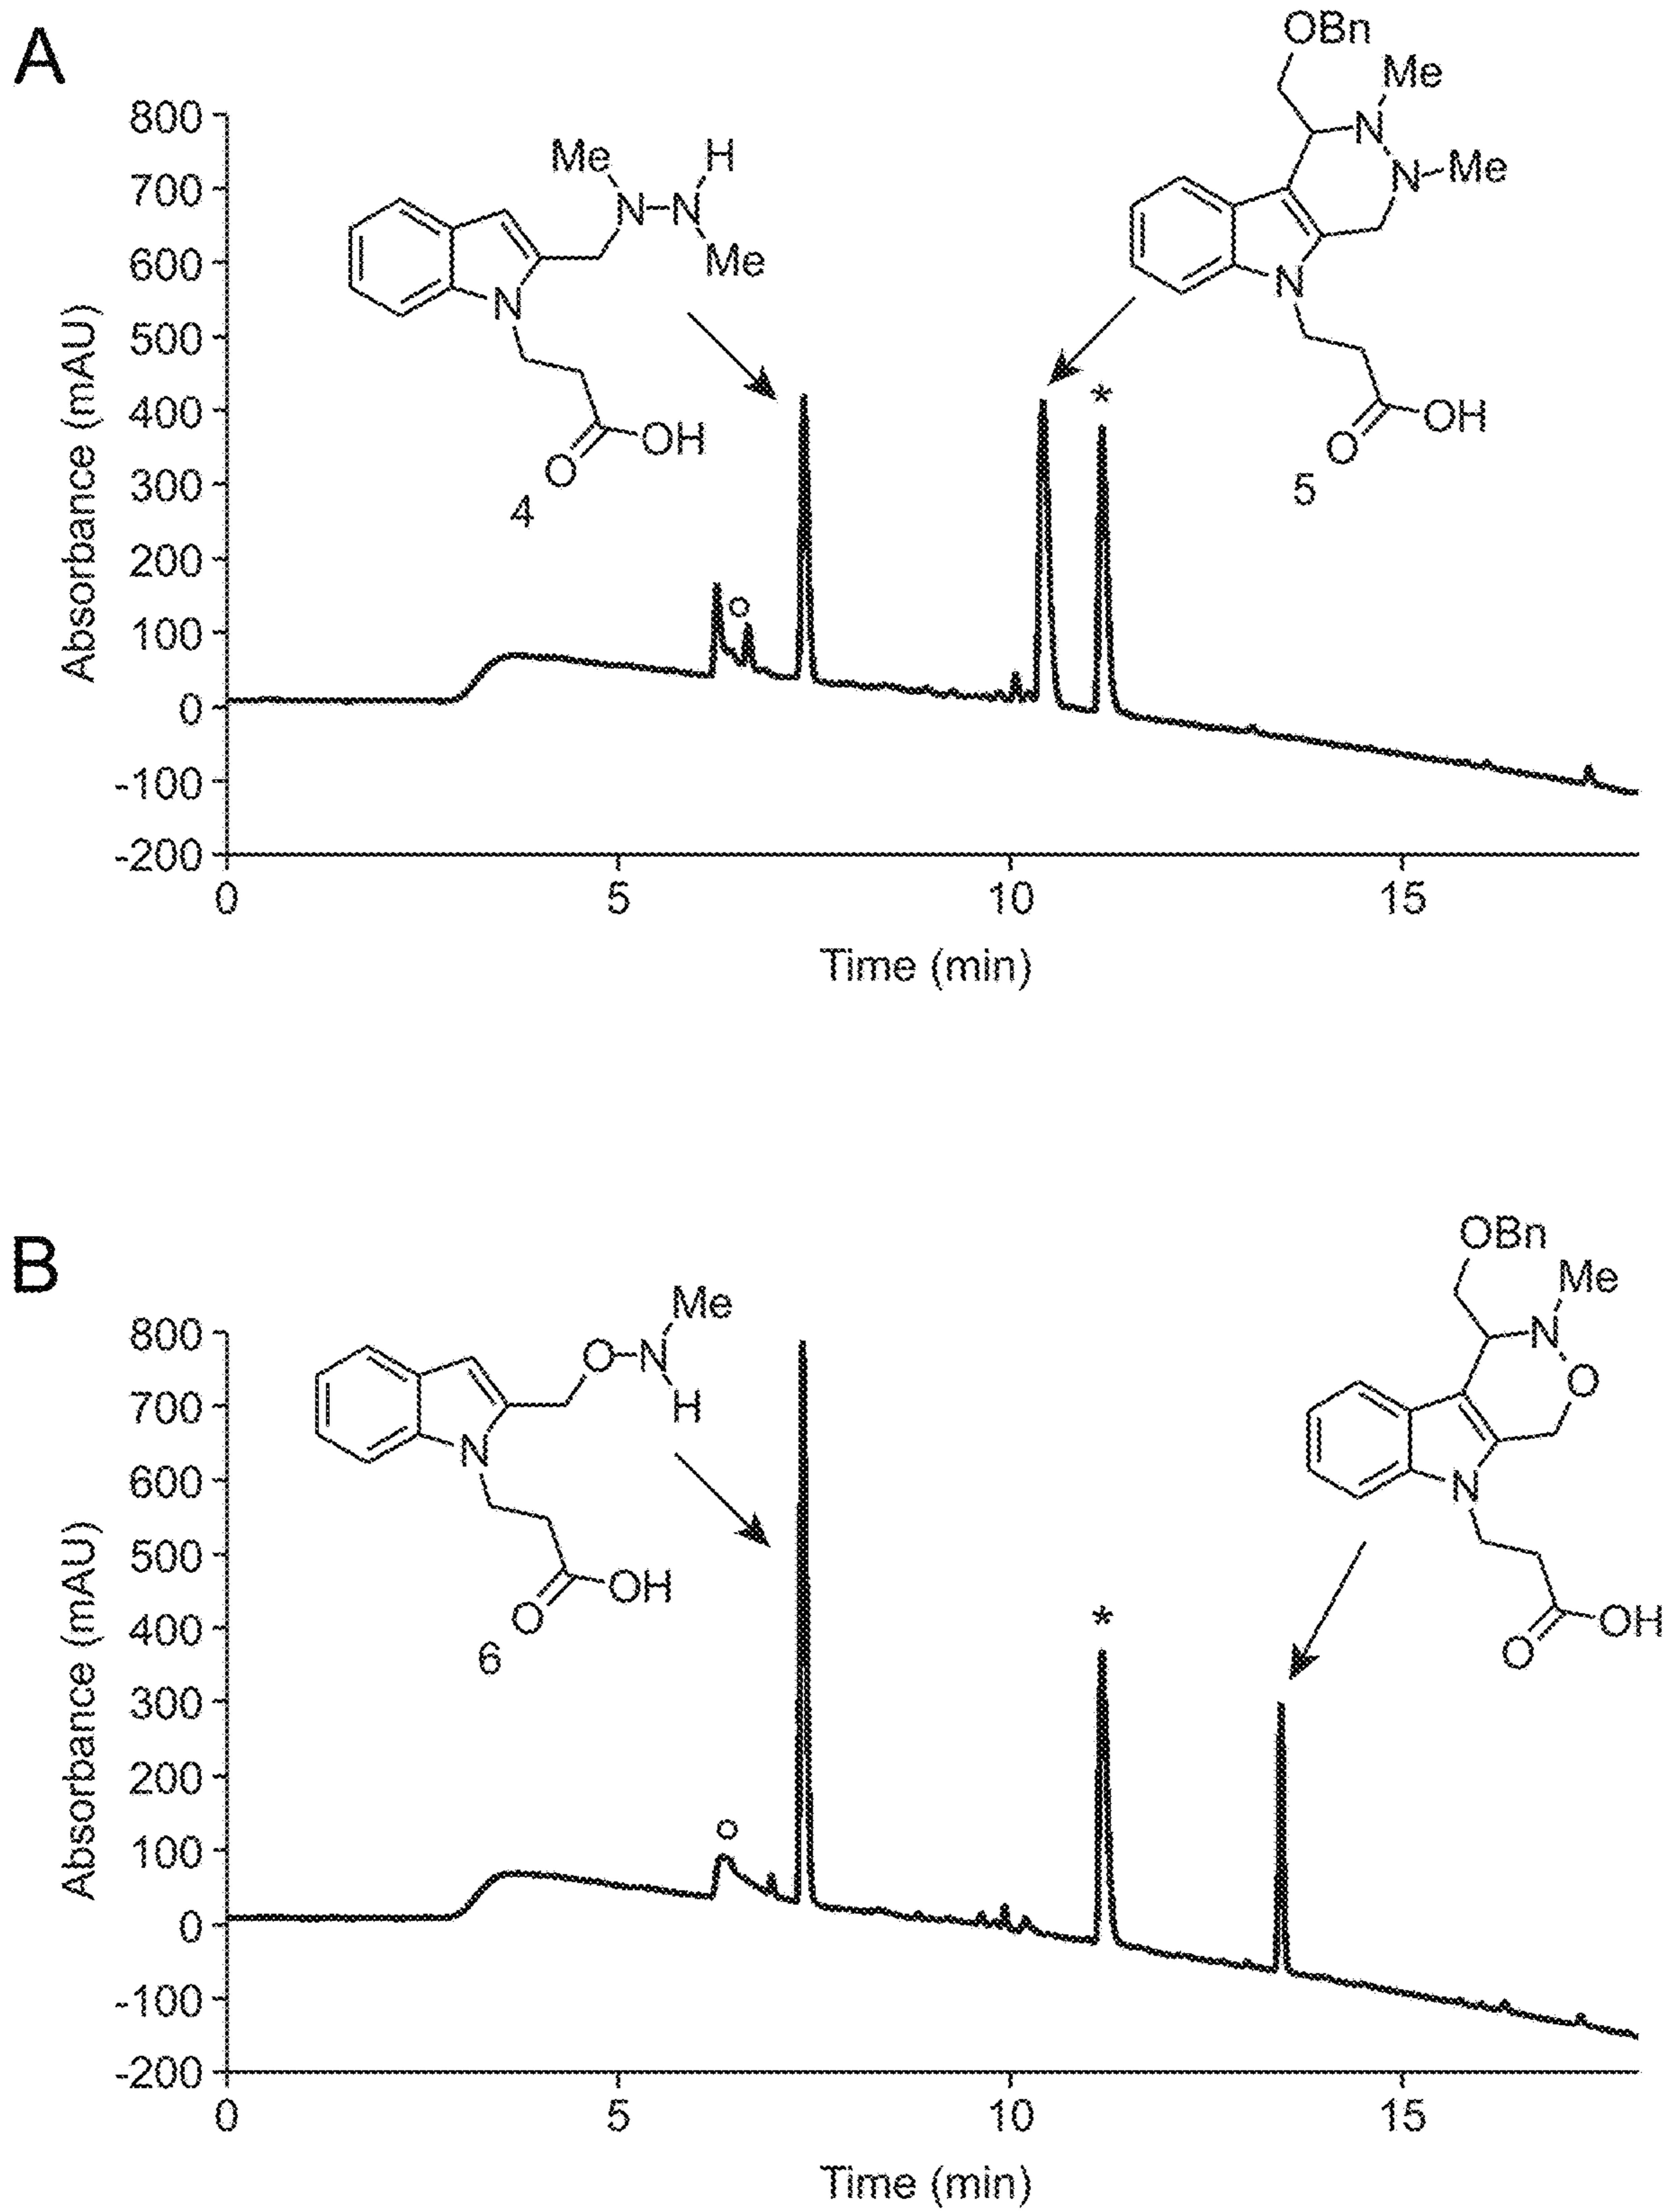 A
OBn
Me
N
N
Me
N
O
OH
5
Me
H
N
N
Me
N
O
OH
4
*
o
800
700
600
500
400
300
200
100
0
-100
-200
Absorbance (mAU)
0 5 10 15
Time (min)
B
OBn
Me
N
O
N
O
OH
Me
O
N
H
N
O
OH
6
*
o
800
700
600
500
400
300
200
100
0
-100
-200
Absorbance (mAU)
0 5 10 15
Time (min)